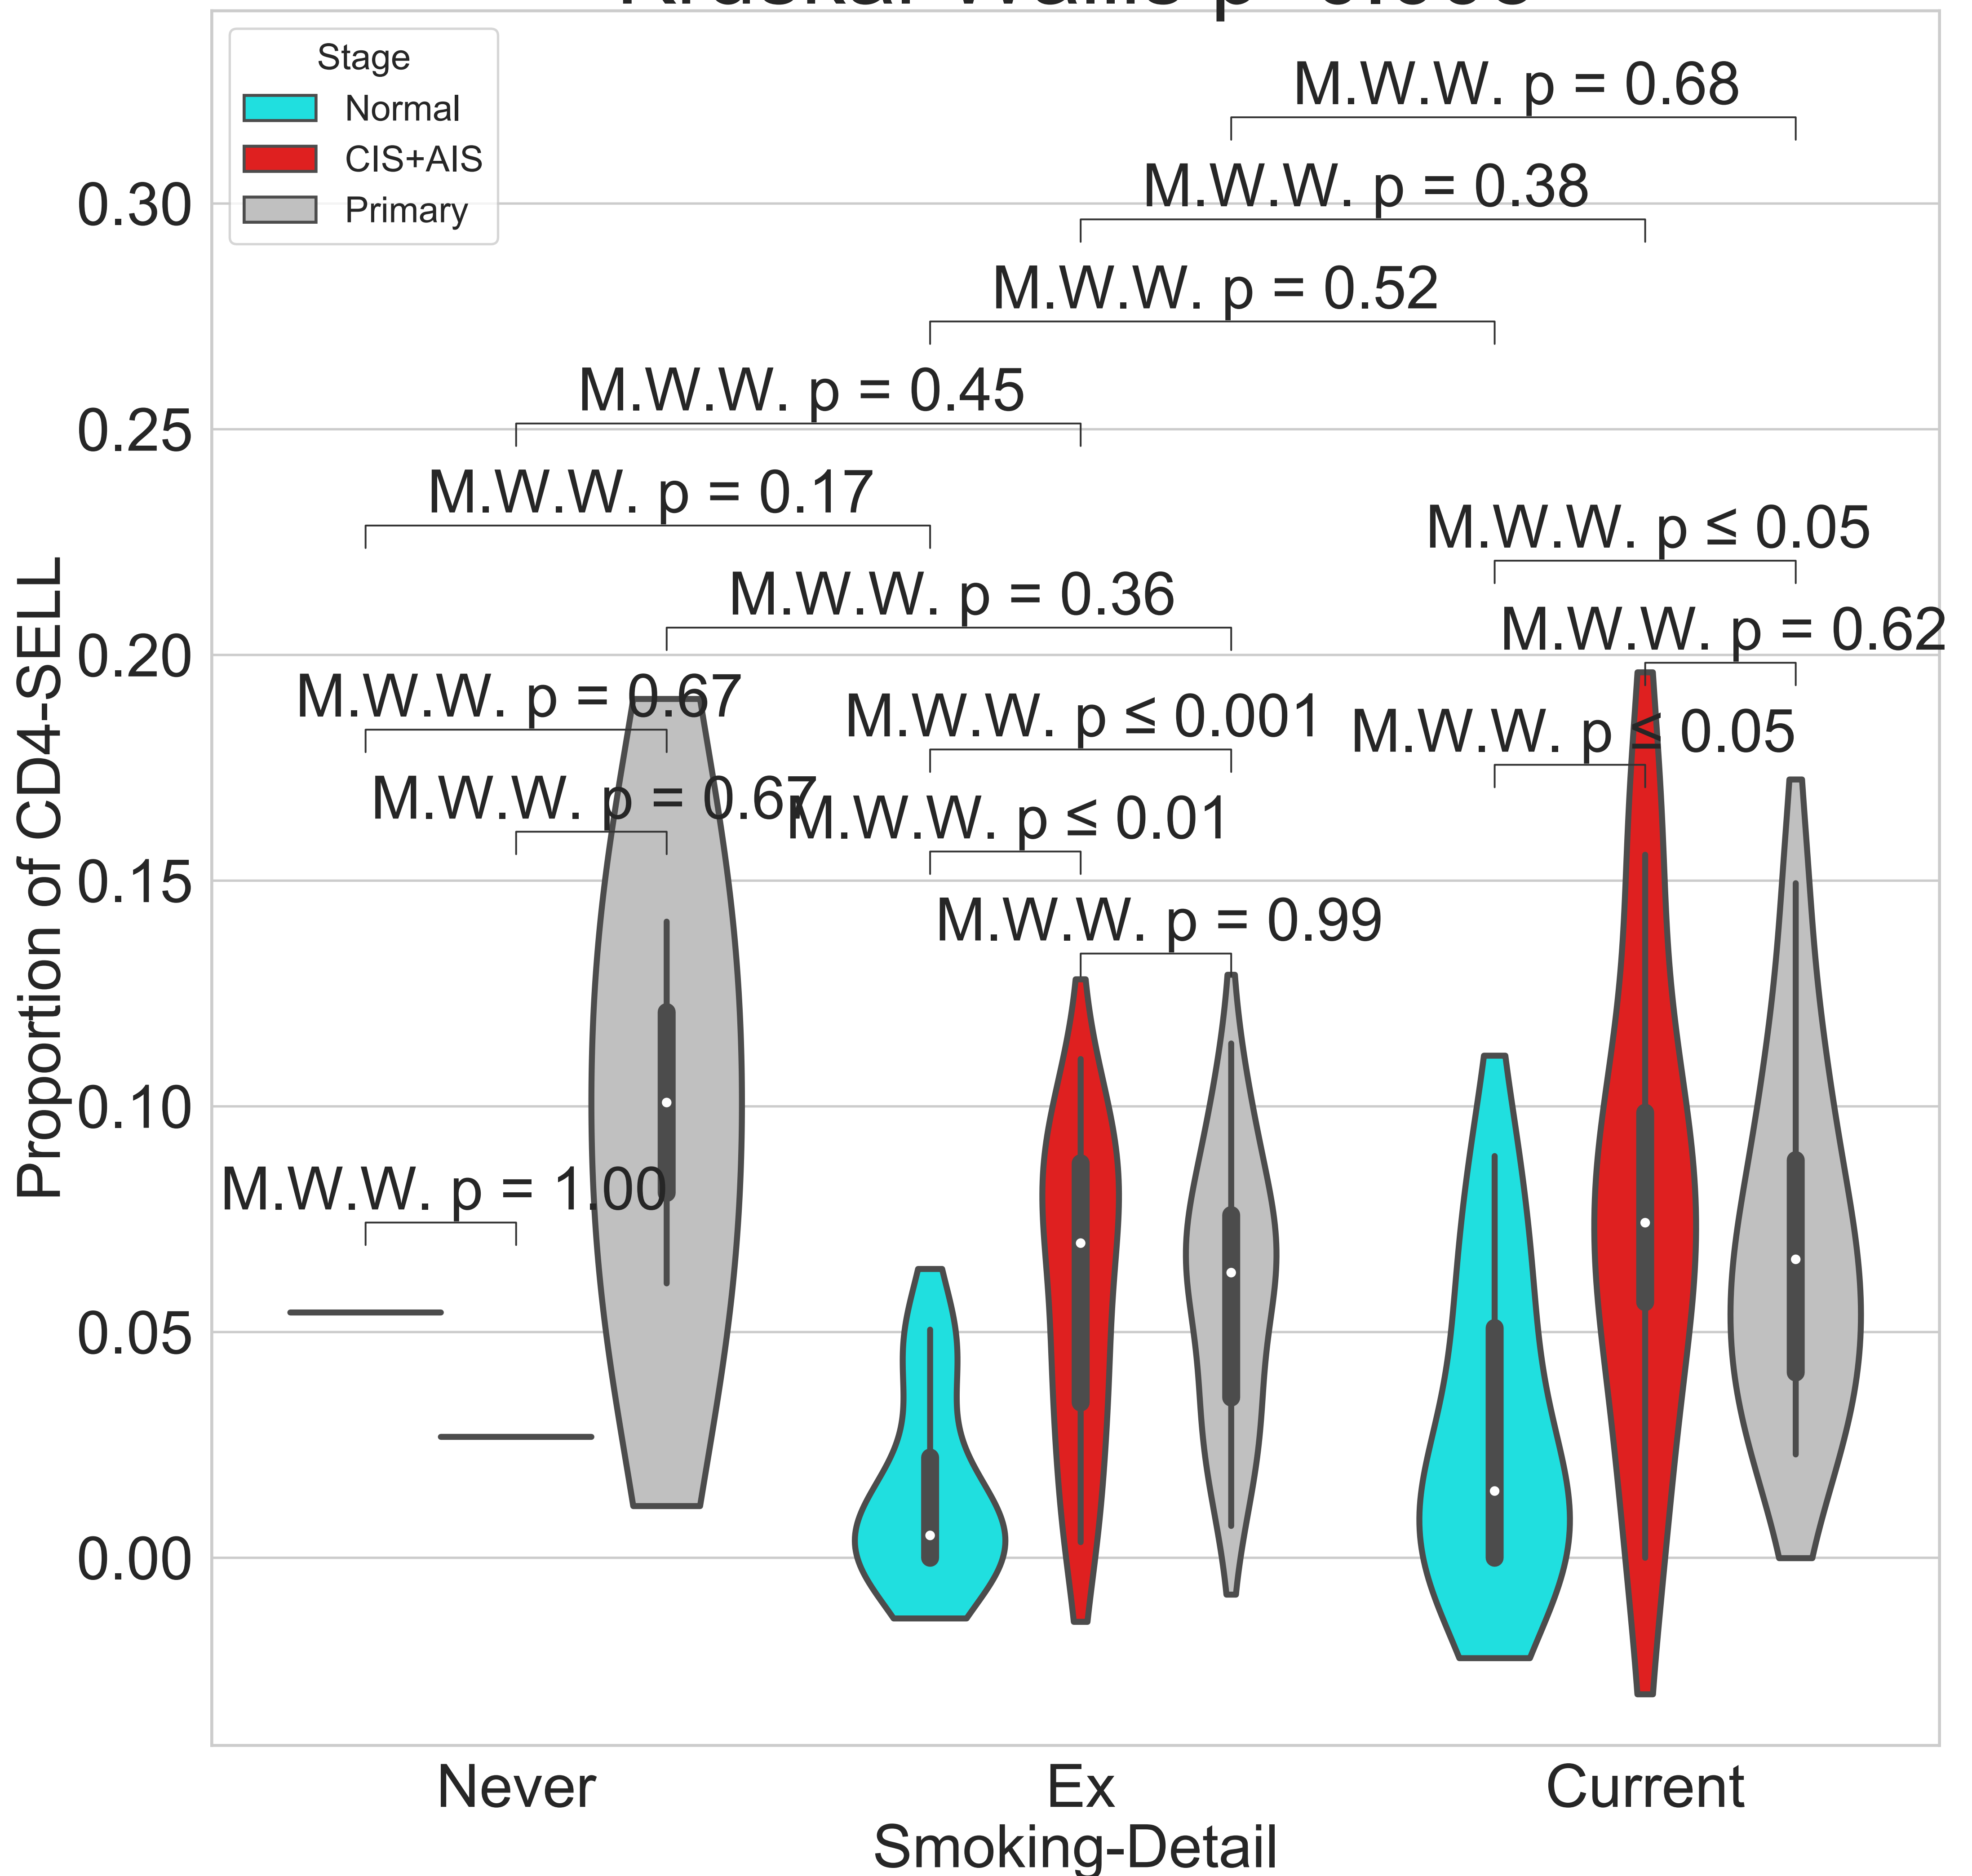 Stage
Normal
CIS+AIS
Primary
M.W.W. p = 0.68
M.W.W. p = 0.38
M.W.W. p = 0.52
M.W.W. p = 0.45
M.W.W. p = 0.17
M.W.W. p ≤ 0.05
M.W.W. p = 0.36
M.W.W. p = 0.62
M.W.W. p = 0.67
M.W.W. p ≤ 0.001
M.W.W. p ≤ 0.05
M.W.W. p = 0.67
M.W.W. p ≤ 0.01
M.W.W. p = 0.99
M.W.W. p = 1.00
Proportion of CD4-SELL
0.30
0.25
0.20
0.15
0.10
0.05
0.00
Never
Ex
Current
Smoking-Detail